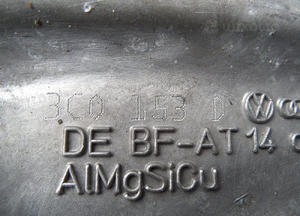 3C0 153 D
DE BF-AT 14
AlMgSiCu